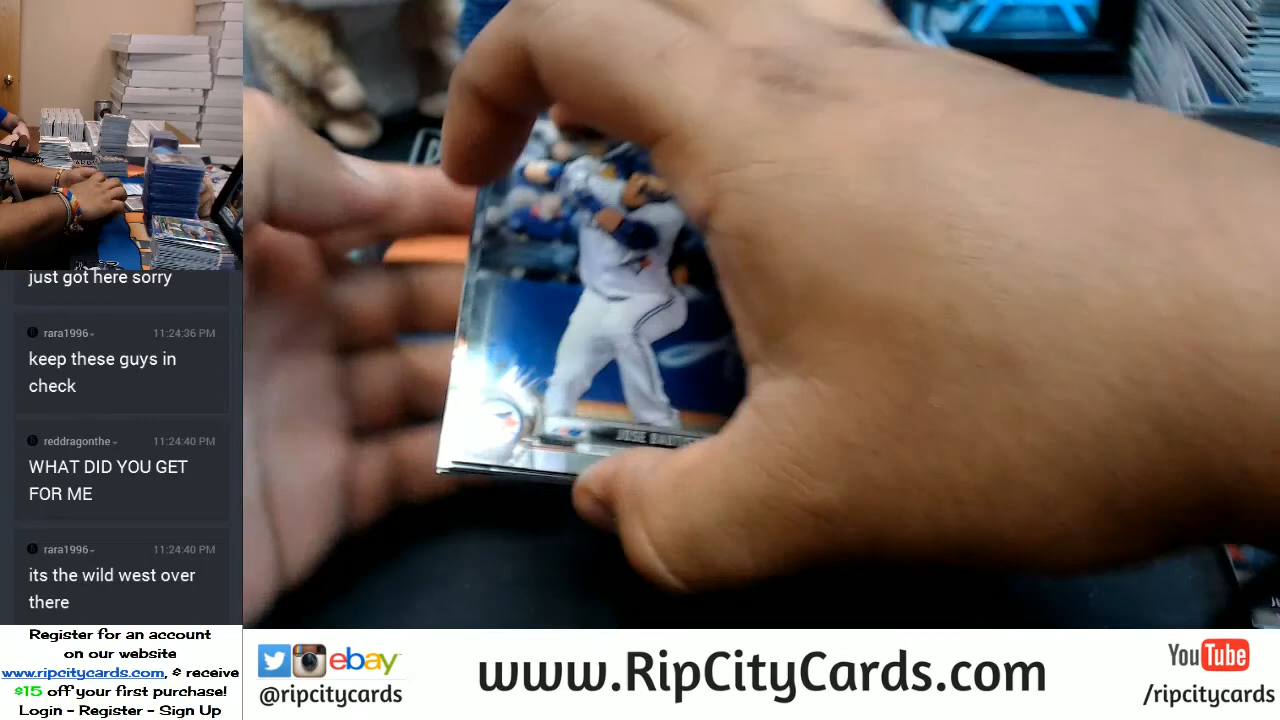 just got here sorry
rara1996
11:24:36 PM
keep these guys in
check
reddragonthe
11:24:40 PM
WHAT DID YOU GET
FOR ME
rara1996
11:24:40 PM
its the wild west over
there
Register for an account
on our website
www.ripcitycards.com, & receive
$15 off your first purchase!
Login - Register - Sign Up
JOSE
ebay
@ripcitycards
www.RipCityCards.com
YouTube
/ripcitycards